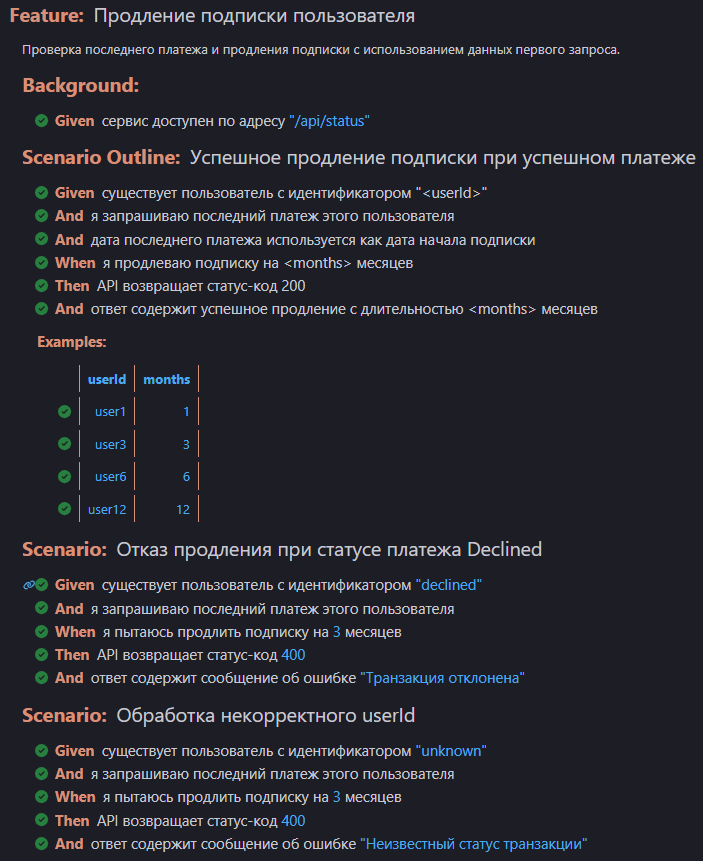 Feature: Продление подписки пользователя
Проверка последнего платежа и продления подписки с использованием данных первого запроса.
Background:
Given сервис доступен по адресу "/api/status"
Scenario Outline: Успешное продление подписки при успешном платеже
Given существует пользователь с идентификатором "<userId>"
And я запрашиваю последний платеж этого пользователя
And дата последнего платежа используется как дата начала подписки
When я продлеваю подписку на <months> месяцев
Then API возвращает статус-код 200
And ответ содержит успешное продление с длительностью <months> месяцев
Examples:
userId months
user1 1
user3 3
user6 6
user12 12
Scenario: Отказ продления при статусе платежа Declined
Given существует пользователь с идентификатором "declined"
And я запрашиваю последний платеж этого пользователя
When я пытаюсь продлить подписку на 3 месяцев
Then API возвращает статус-код 400
And ответ содержит сообщение об ошибке "Транзакция отклонена"
Scenario: Обработка некорректного userId
Given существует пользователь с идентификатором "unknown"
And я запрашиваю последний платеж этого пользователя
When я пытаюсь продлить подписку на 3 месяцев
Then API возвращает статус-код 400
And ответ содержит сообщение об ошибке "Неизвестный статус транзакции"